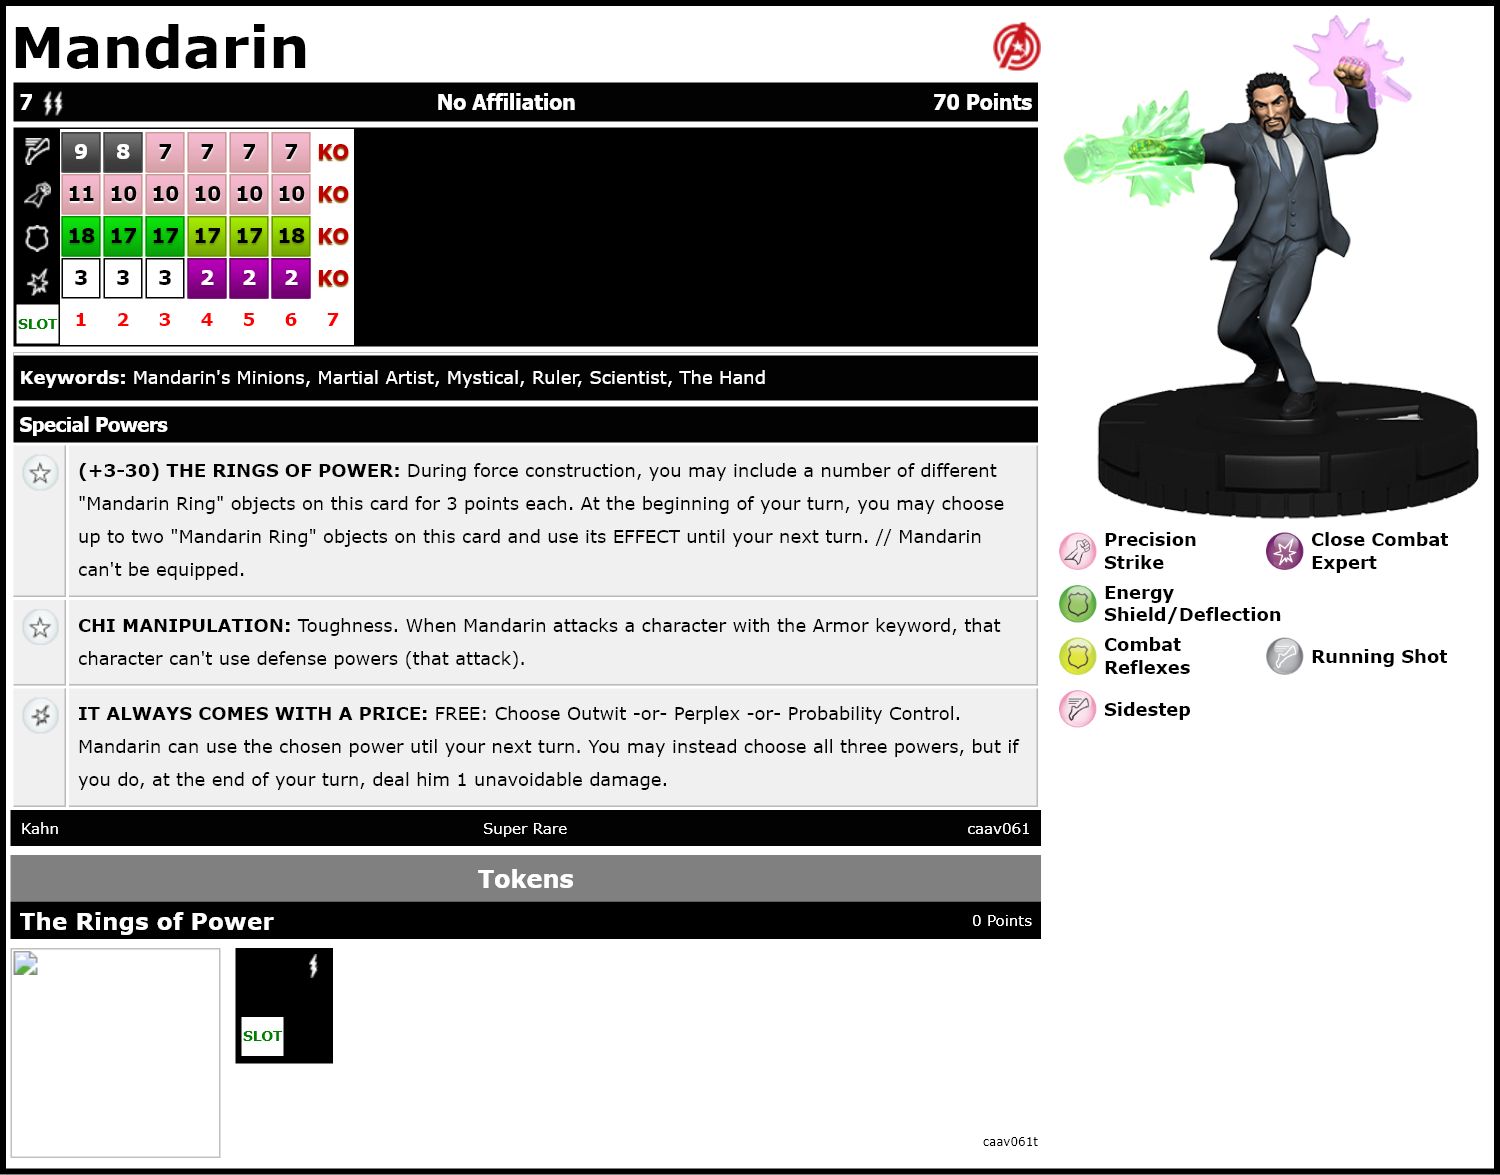 Mandarin
7 No Affiliation 70 Points
9 8 7 7 7 7 KO
11 10 10 10 10 10 KO
18 17 17 17 17 18 KO
3 3 3 2 2 2 KO
SLOT 1 2 3 4 5 6 7
Keywords: Mandarin's Minions, Martial Artist, Mystical, Ruler, Scientist, The Hand
Special Powers
(+3-30) THE RINGS OF POWER: During force construction, you may include a number of different
"Mandarin Ring" objects on this card for 3 points each. At the beginning of your turn, you may choose
up to two "Mandarin Ring" objects on this card and use its EFFECT until your next turn. // Mandarin
can't be equipped.
CHI MANIPULATION: Toughness. When Mandarin attacks a character with the Armor keyword, that
character can't use defense powers (that attack).
IT ALWAYS COMES WITH A PRICE: FREE: Choose Outwit -or- Perplex -or- Probability Control.
Mandarin can use the chosen power util your next turn. You may instead choose all three powers, but if
you do, at the end of your turn, deal him 1 unavoidable damage.
Kahn Super Rare caav061
Tokens
The Rings of Power 0 Points
SLOT
caav061t
Precision
Strike
Close Combat
Expert
Energy
Shield/Deflection
Combat
Reflexes
Running Shot
Sidestep